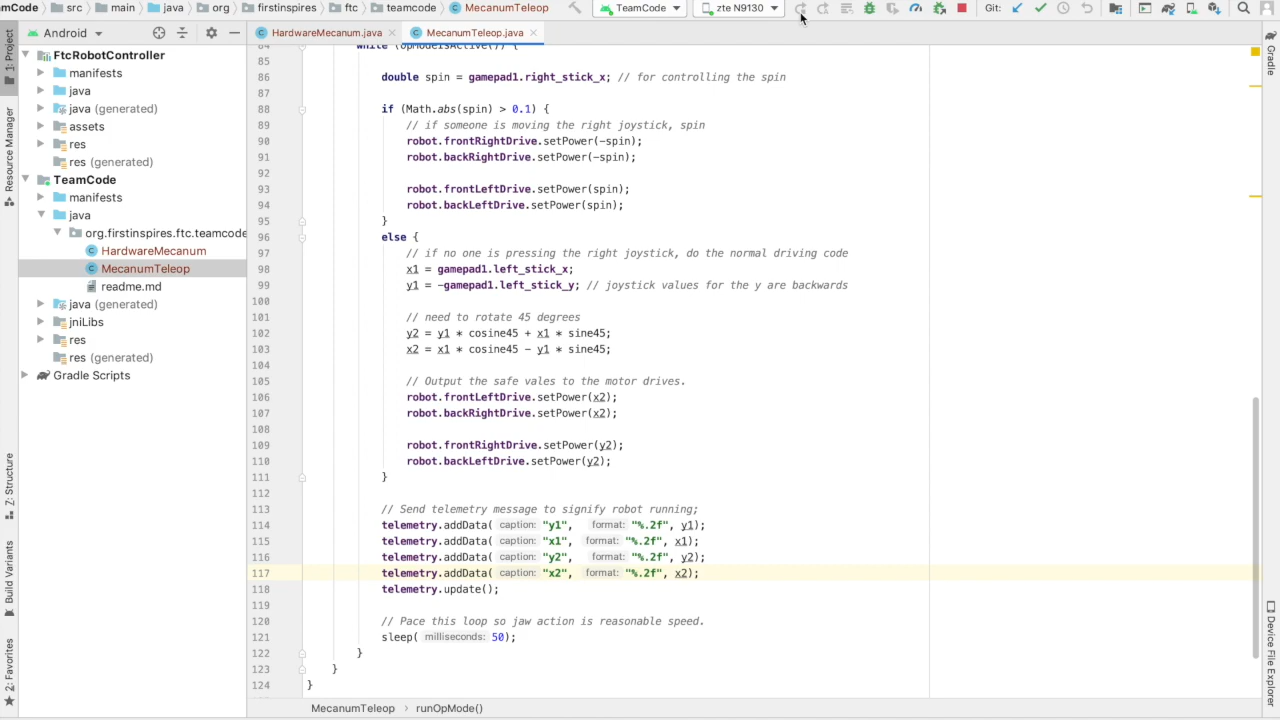 mCode > src > main > java > org > firstinspires > ftc > teamcode > MecanumTeleop TeamCode zte N9130 Git:
1: Project Android HardwareMecanum.java MecanumTeleop.java Gradle
FtcRobotController
manifests
java
java (generated)
assets
res
res (generated)
TeamCode
manifests
java
org.firstinspires.ftc.teamcode
HardwareMecanum
MecanumTeleop
readme.md
java (generated)
jniLibs
res
res (generated)
Gradle Scripts
Resource Manager
Z: Structure
Build Variants
2: Favorites
84 while (opModeIsActive()) {
85
86 double spin = gamepad1.right_stick_x; // for controlling the spin
87
88 if (Math.abs(spin) > 0.1) {
89 // if someone is moving the right joystick, spin
90 robot.frontRightDrive.setPower(-spin);
91 robot.backRightDrive.setPower(-spin);
92
93 robot.frontLeftDrive.setPower(spin);
94 robot.backLeftDrive.setPower(spin);
95 }
96 else {
97 // if no one is pressing the right joystick, do the normal driving code
98 x1 = gamepad1.left_stick_x;
99 y1 = -gamepad1.left_stick_y; // joystick values for the y are backwards
100
101 // need to rotate 45 degrees
102 y2 = y1 * cosine45 + x1 * sine45;
103 x2 = x1 * cosine45 - y1 * sine45;
104
105 // Output the safe vales to the motor drives.
106 robot.frontLeftDrive.setPower(x2);
107 robot.backRightDrive.setPower(x2);
108
109 robot.frontRightDrive.setPower(y2);
110 robot.backLeftDrive.setPower(y2);
111 }
112
113 // Send telemetry message to signify robot running;
114 telemetry.addData( caption: "y1", format: "%.2f", y1);
115 telemetry.addData( caption: "x1", format: "%.2f", x1);
116 telemetry.addData( caption: "y2", format: "%.2f", y2);
117 telemetry.addData( caption: "x2", format: "%.2f", x2);
118 telemetry.update();
119
120 // Pace this loop so jaw action is reasonable speed.
121 sleep( milliseconds: 50);
122 }
123 }
124 }
Device File Explorer
MecanumTeleop > runOpMode()